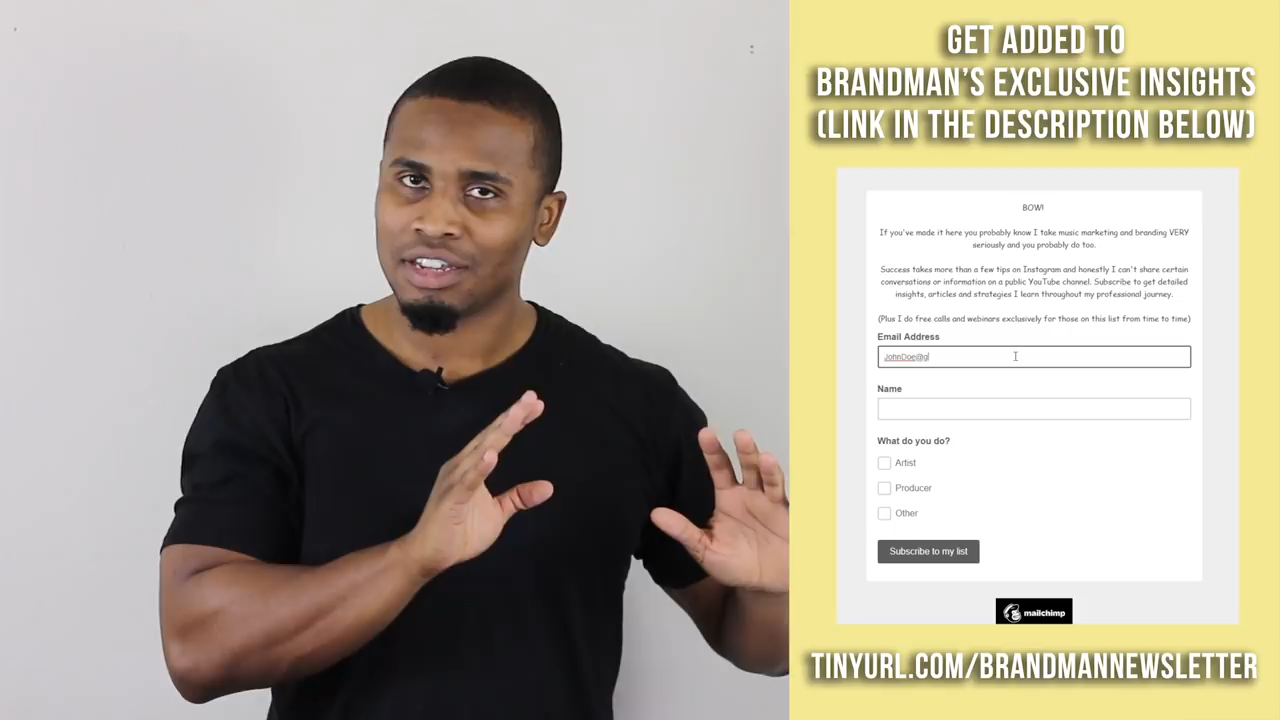 GET ADDED TO
BRANDMAN'S EXCLUSIVE INSIGHTS
(LINK IN THE DESCRIPTION BELOW)
BOW!
If you've made it here you probably know I take music marketing and branding VERY
seriously and you probably do too.
Success takes more than a few tips on Instagram and honestly I can't share certain
conversations or information on a public YouTube channel. Subscribe to get detailed
insights, articles and strategies I learn throughout my professional journey.
(Plus I do free calls and webinars exclusively for those on this list from time to time)
Email Address
JohnDoe@g
Name
What do you do?
Artist
Producer
Other
Subscribe to my list
mailchimp
TINYURL.COM/BRANDMANNEWSLETTER